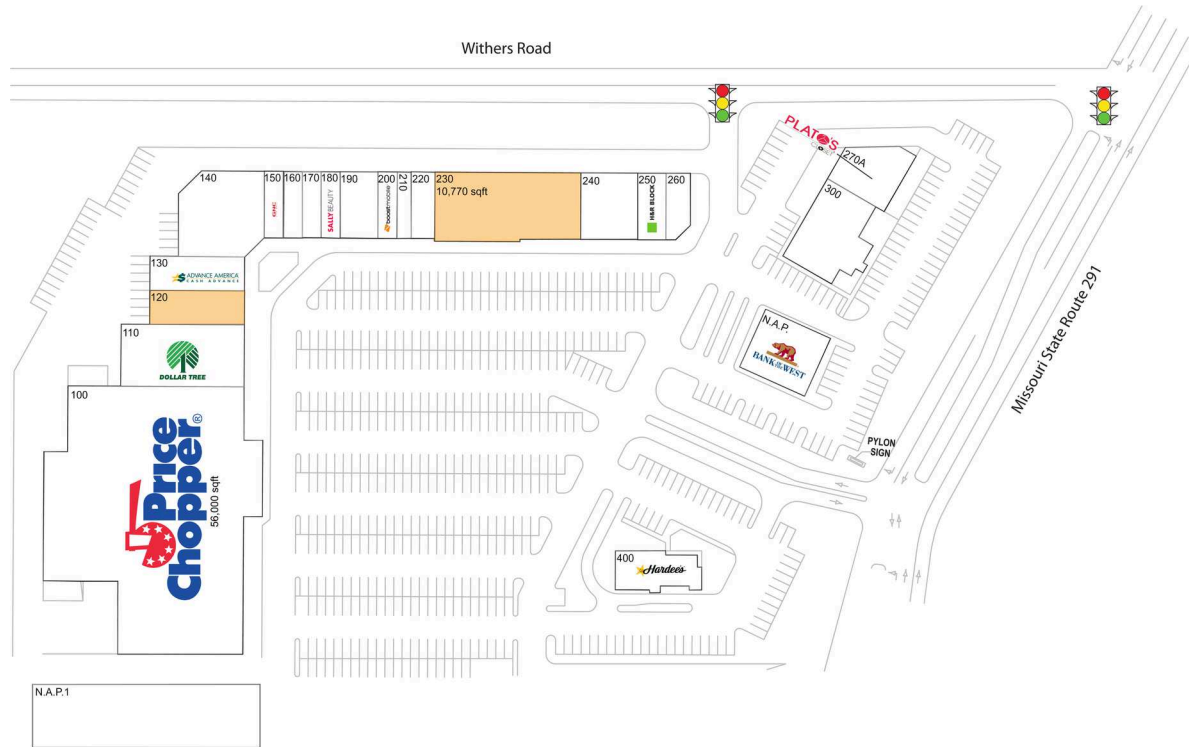 Withers Road
PLATO'S
CLOSET
270A
300
140
150
GNC
160
170
180
SALLY BEAUTY
190
200
boost mobile
210
220
230
10,770 sqft
240
250
H&R BLOCK
260
130
ADVANCE AMERICA
CASH ADVANCE
120
110
DOLLAR TREE
100
Price
Chopper®
56,000 sqft
N.A.P.
BANK OF THE WEST
Missouri State Route 291
PYLON
SIGN
400
Hardee's
N.A.P.1